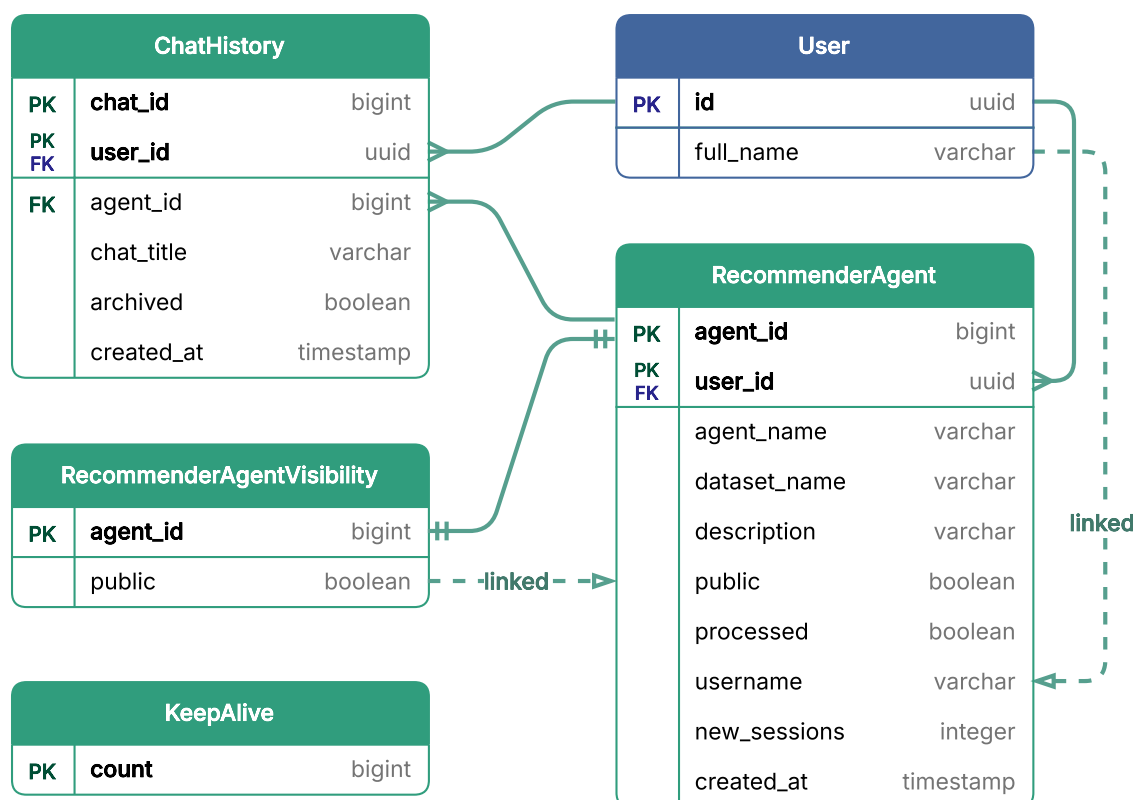 ChatHistory
PK chat_id bigint
PK FK user_id uuid
FK agent_id bigint
chat_title varchar
archived boolean
created_at timestamp
User
PK id uuid
full_name varchar
RecommenderAgent
PK agent_id bigint
PK FK user_id uuid
agent_name varchar
dataset_name varchar
description varchar
public boolean
processed boolean
username varchar
new_sessions integer
created_at timestamp
linked
RecommenderAgentVisibility
PK agent_id bigint
public boolean
linked
KeepAlive
PK count bigint